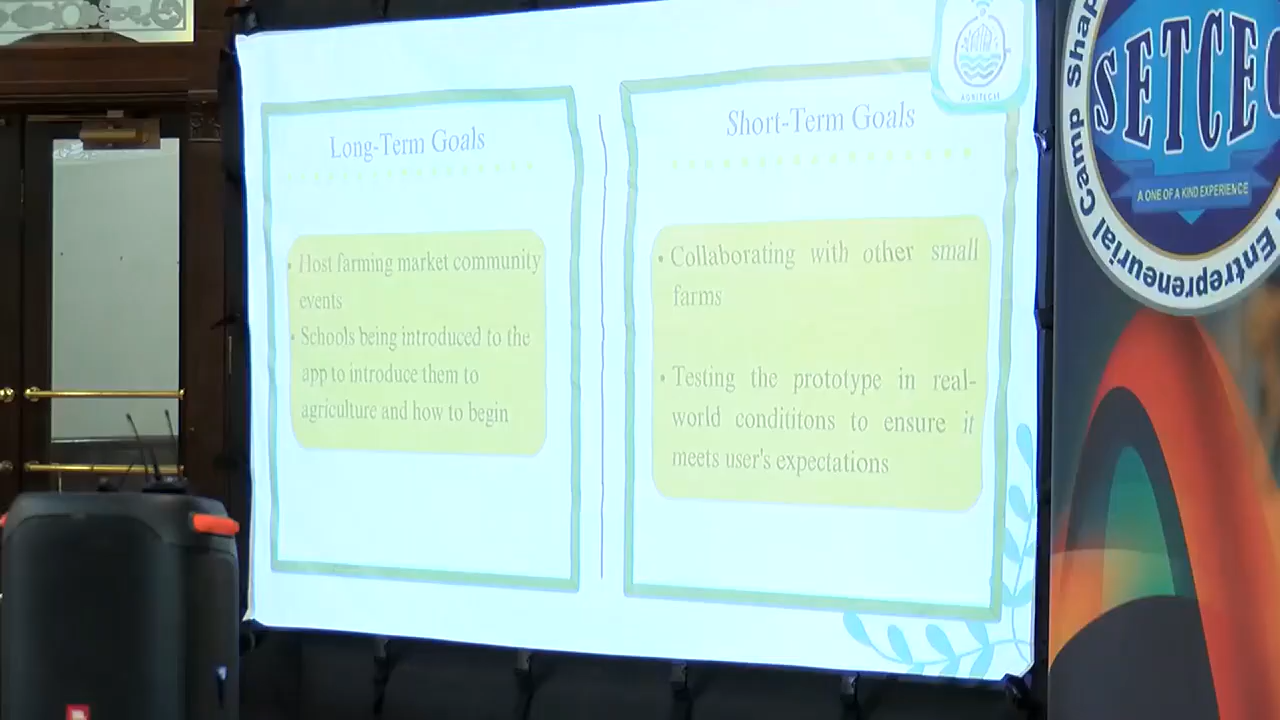 Long-Term Goals
• Host farming market community
events
• Schools being introduced to the
app to introduce them to
agriculture and how to begin
Short-Term Goals
• Collaborating with other small
farms
• Testing the prototype in real-
world condititons to ensure it
meets user's expectations
AGRITECH
SETCEC
A ONE OF A KIND EXPERIENCE
Entrepreneurial Camp